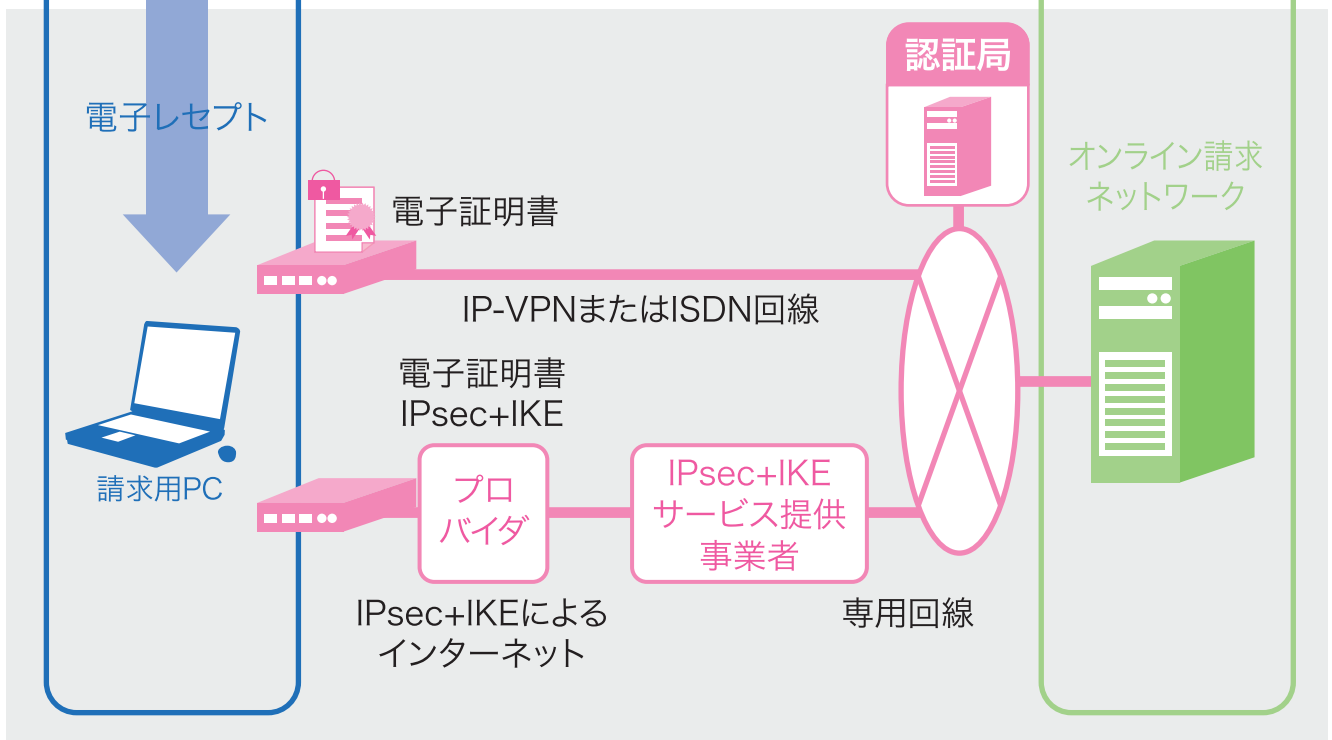 認証局
電子レセプト
オンライン請求
ネットワーク
電子証明書
IP-VPNまたはISDN回線
電子証明書
IPsec+IKE
請求用PC
プロ
バイダ
IPsec+IKE
サービス提供
事業者
IPsec+IKEによる
インターネット
専用回線